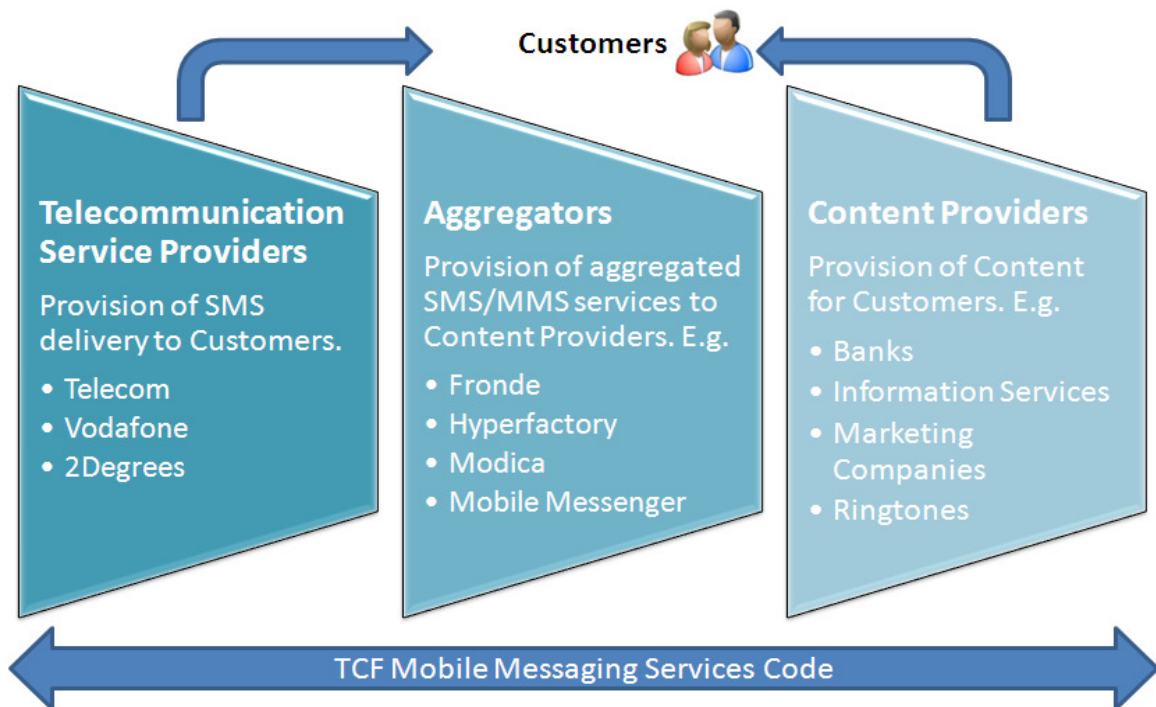 Customers
Telecommunication
Service Providers
Provision of SMS
delivery to Customers.
• Telecom
• Vodafone
• 2Degrees
Aggregators
Provision of aggregated
SMS/MMS services to
Content Providers. E.g.
• Fronde
• Hyperfactory
• Modica
• Mobile Messenger
Content Providers
Provision of Content
for Customers. E.g.
• Banks
• Information Services
• Marketing
Companies
• Ringtones
TCF Mobile Messaging Services Code